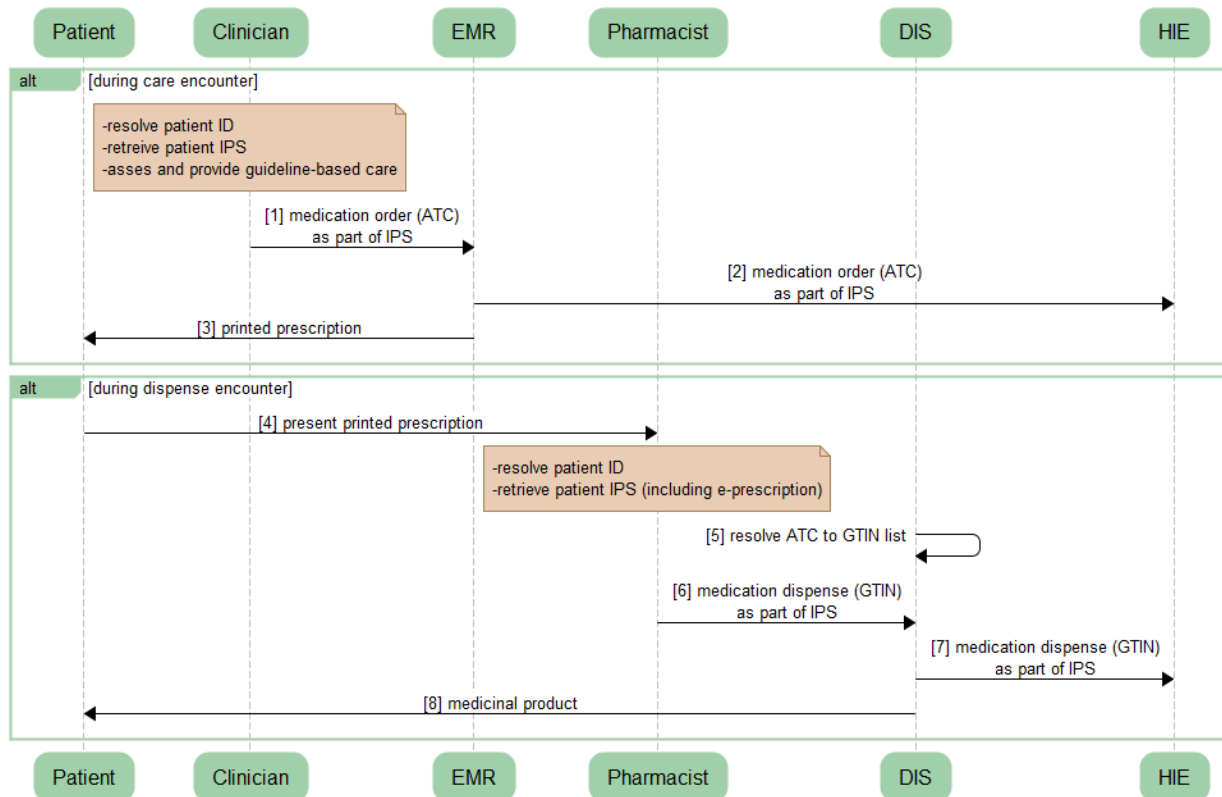 Patient Clinician EMR Pharmacist DIS HIE
alt [during care encounter]
-resolve patient ID
-retreive patient IPS
-asses and provide guideline-based care
[1] medication order (ATC)
as part of IPS
[2] medication order (ATC)
as part of IPS
[3] printed prescription
alt [during dispense encounter]
[4] present printed prescription
-resolve patient ID
-retrieve patient IPS (including e-prescription)
[5] resolve ATC to GTIN list
[6] medication dispense (GTIN)
as part of IPS
[7] medication dispense (GTIN)
as part of IPS
[8] medicinal product
Patient Clinician EMR Pharmacist DIS HIE